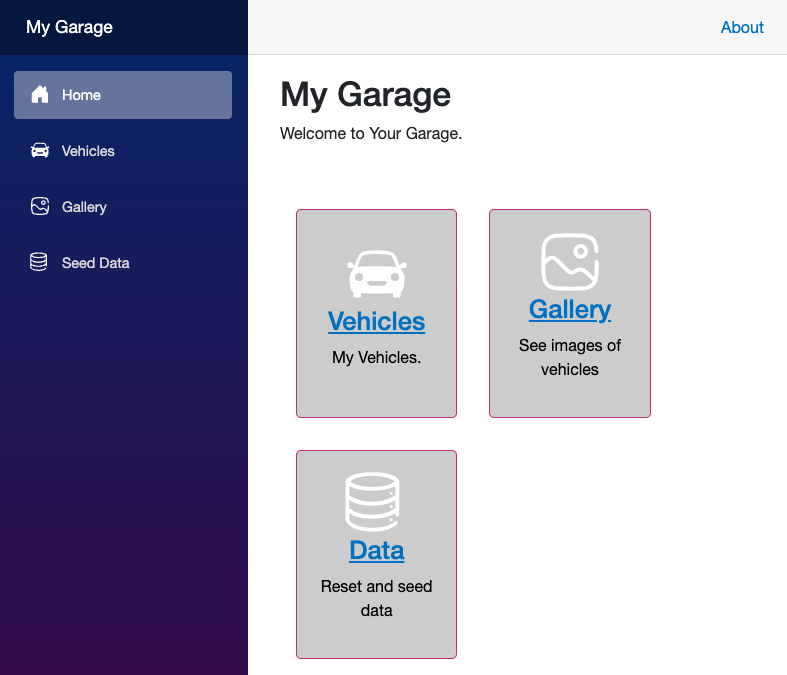 My Garage
About
Home
Vehicles
Gallery
Seed Data
My Garage
Welcome to Your Garage.
Vehicles
My Vehicles.
Gallery
See images of
vehicles
Data
Reset and seed
data